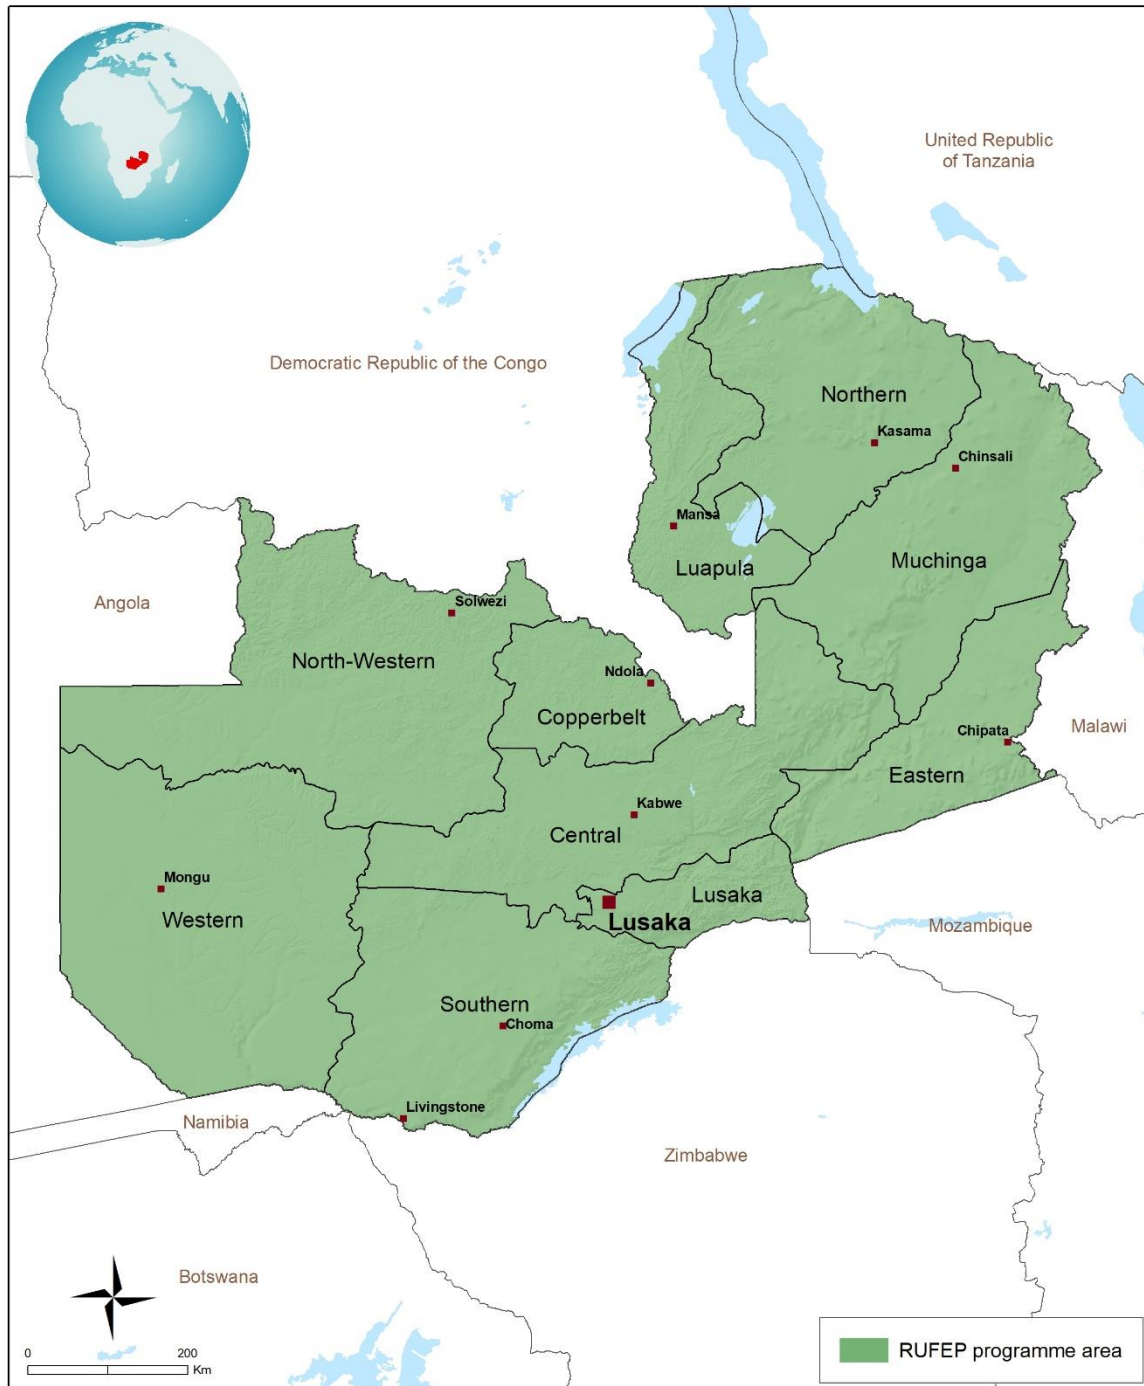 United Republic
of Tanzania
Democratic Republic of the Congo
Northern
Kasama
Chinsali
Mansa
Luapula
Muchinga
Angola
Solwezi
North-Western
Ndola
Copperbelt
Chipata
Malawi
Eastern
Kabwe
Central
Mongu
Western
Lusaka
Lusaka
Mozambique
Southern
Choma
Livingstone
Namibia
Zimbabwe
Botswana
0 200
Km
RUFEP programme area